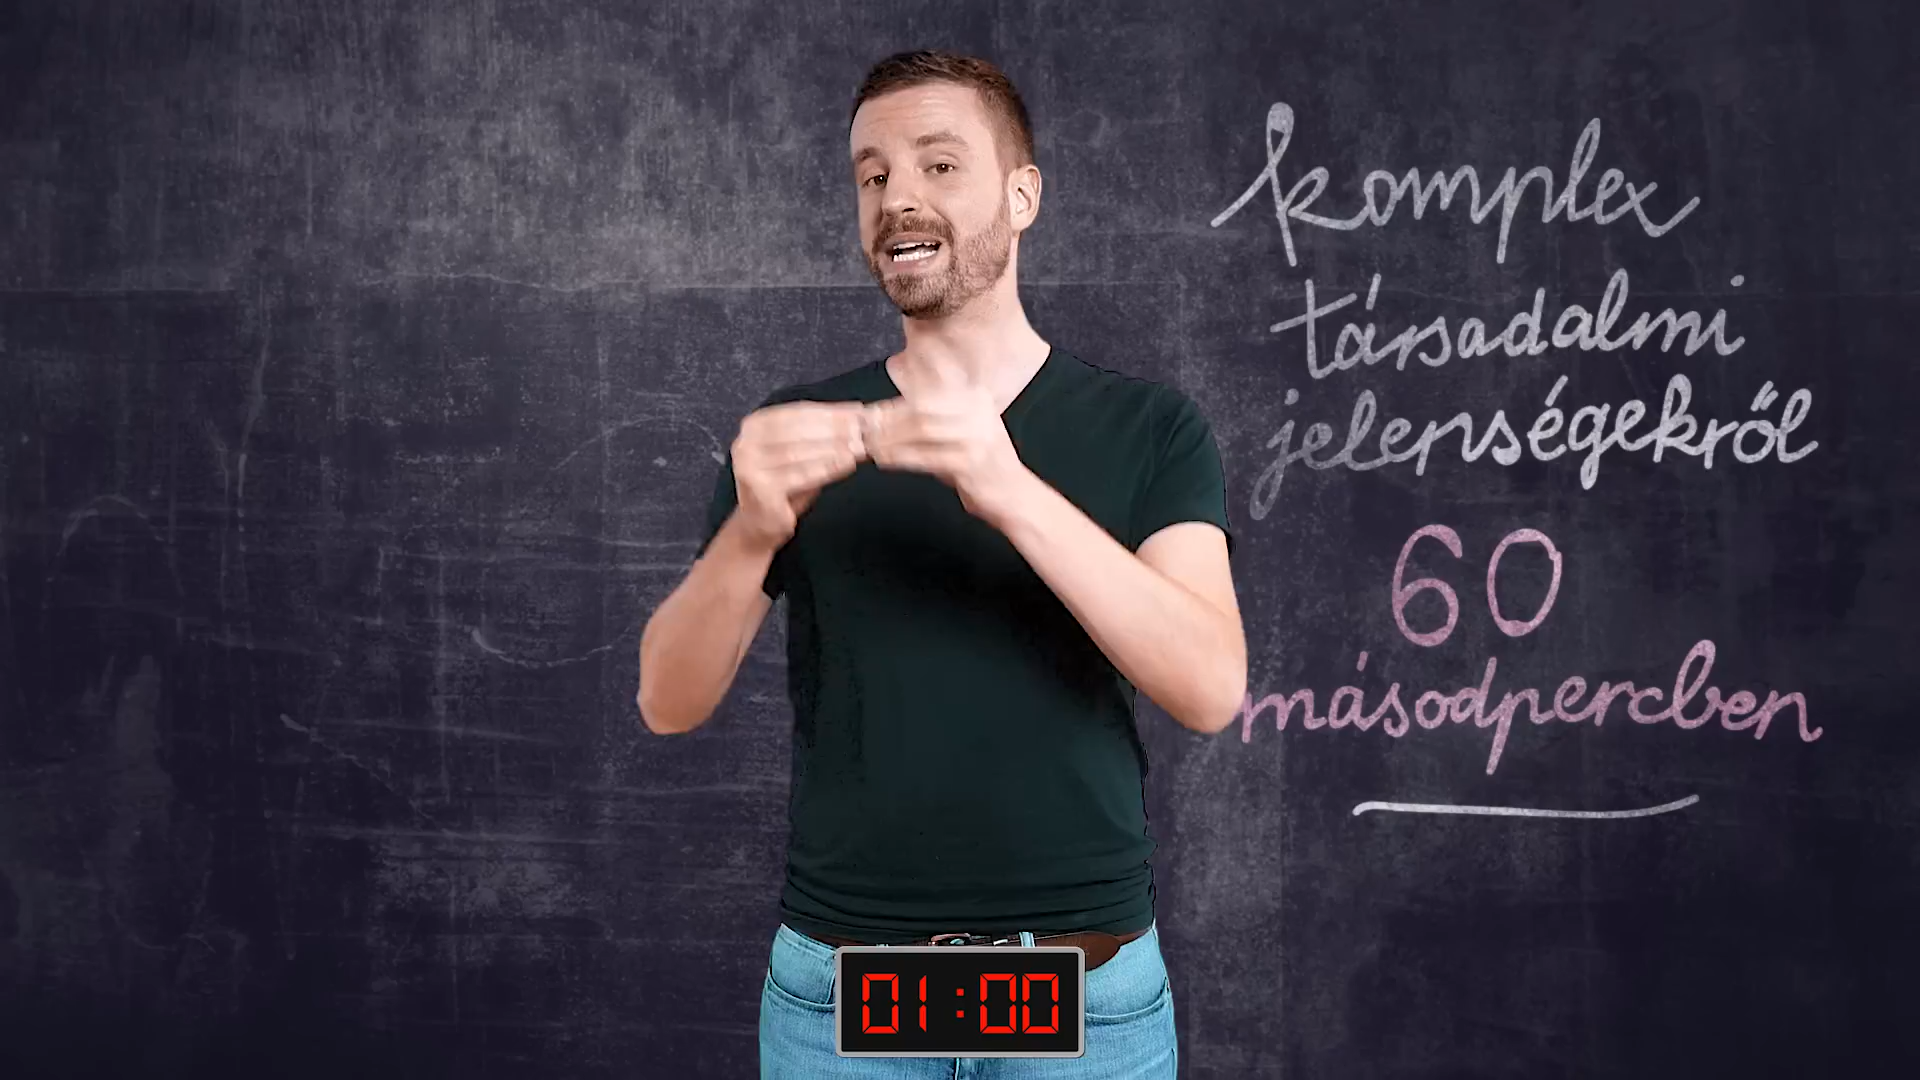 komplex
társadalmi
jelenségekről
60
másodpercben
01:00